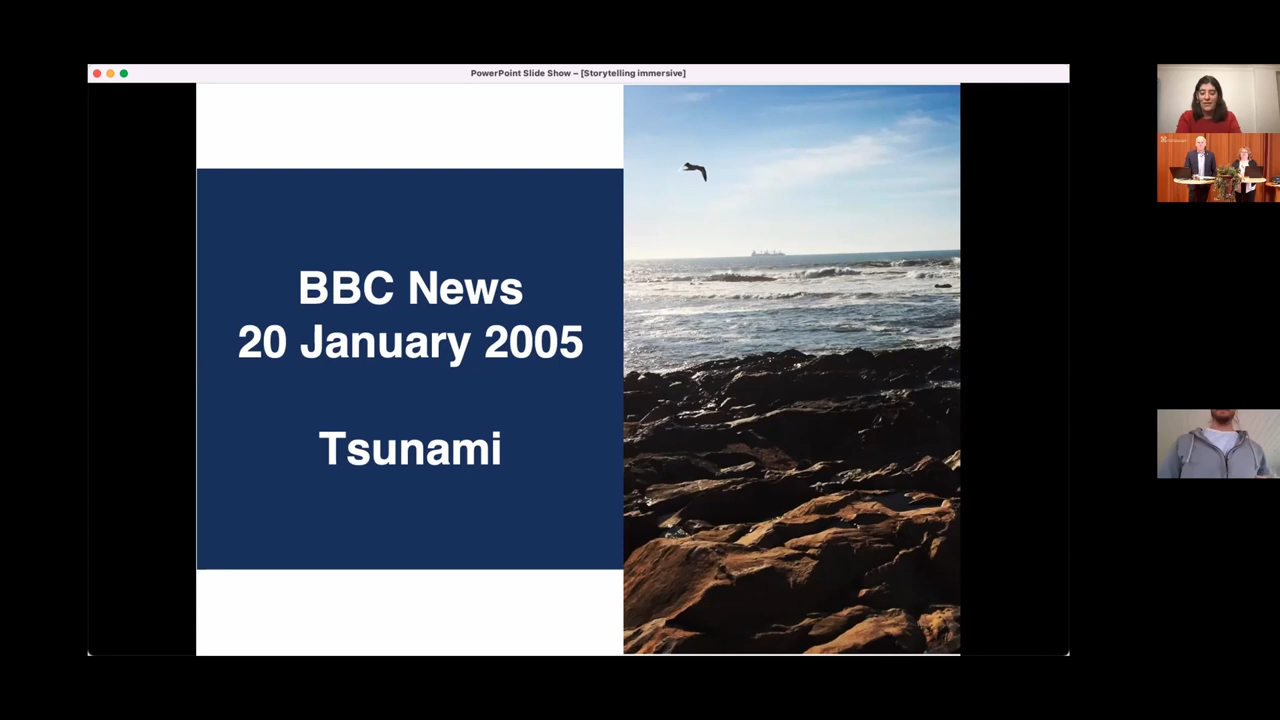 PowerPoint Slide Show – [Storytelling immersive]
BBC News
20 January 2005
Tsunami